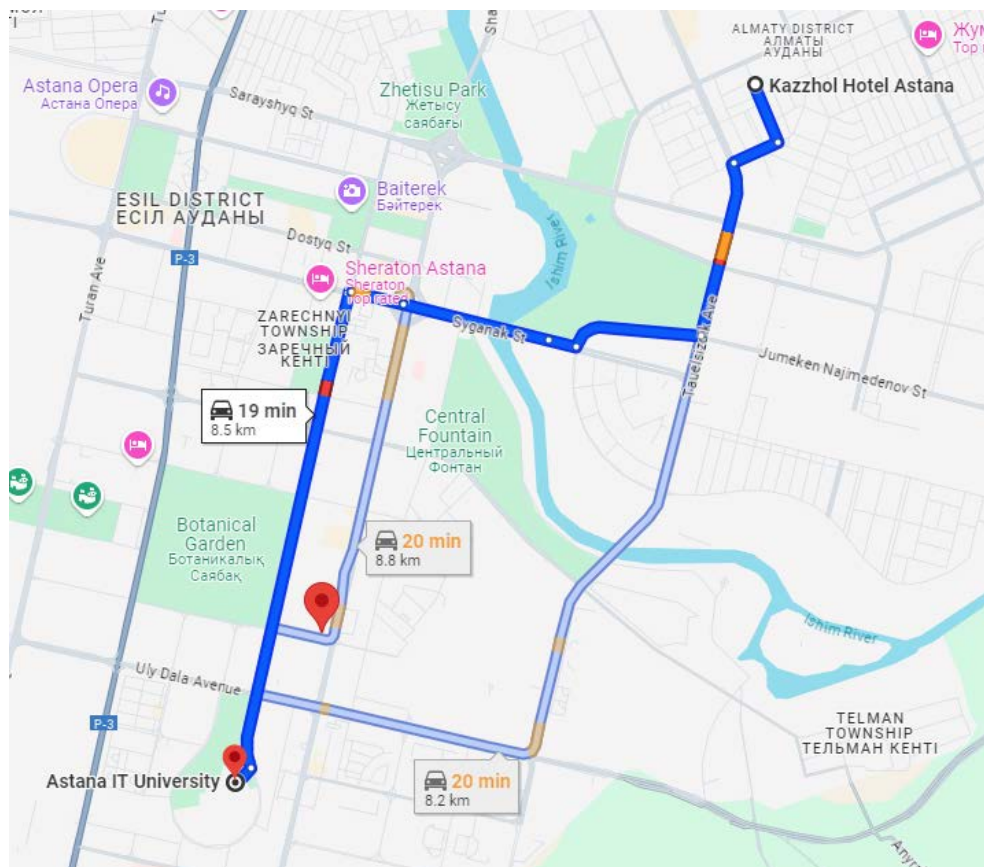 ALMATY DISTRICT
АЛМАТЫ
АУДАНЫ
Top
Kazzhol Hotel Astana
Astana Opera
Астана Опера
Sarayshyq St
Zhetisu Park
Жетысу
саябағы
Baiterek
Бәйтерек
ESIL DISTRICT
ЕСІЛ АУДАНЫ
Dostyq St
Ishim River
P-3
Turan Ave
Sheraton Astana
Sheraton
Top rated
ZARECHNYI
TOWNSHIP
ЗАРЕЧНЫЙ
КЕНТІ
Syganak St
Tauelsizdik Ave
Jumeken Najimedenov St
19 min
8.5 km
Central
Fountain
Центральный
Фонтан
Botanical
Garden
Ботаникалық
Саябақ
20 min
8.8 km
Ishim River
Uly Dala Avenue
P-3
TELMAN
TOWNSHIP
ТЕЛЬМАН КЕНТІ
Astana IT University
20 min
8.2 km